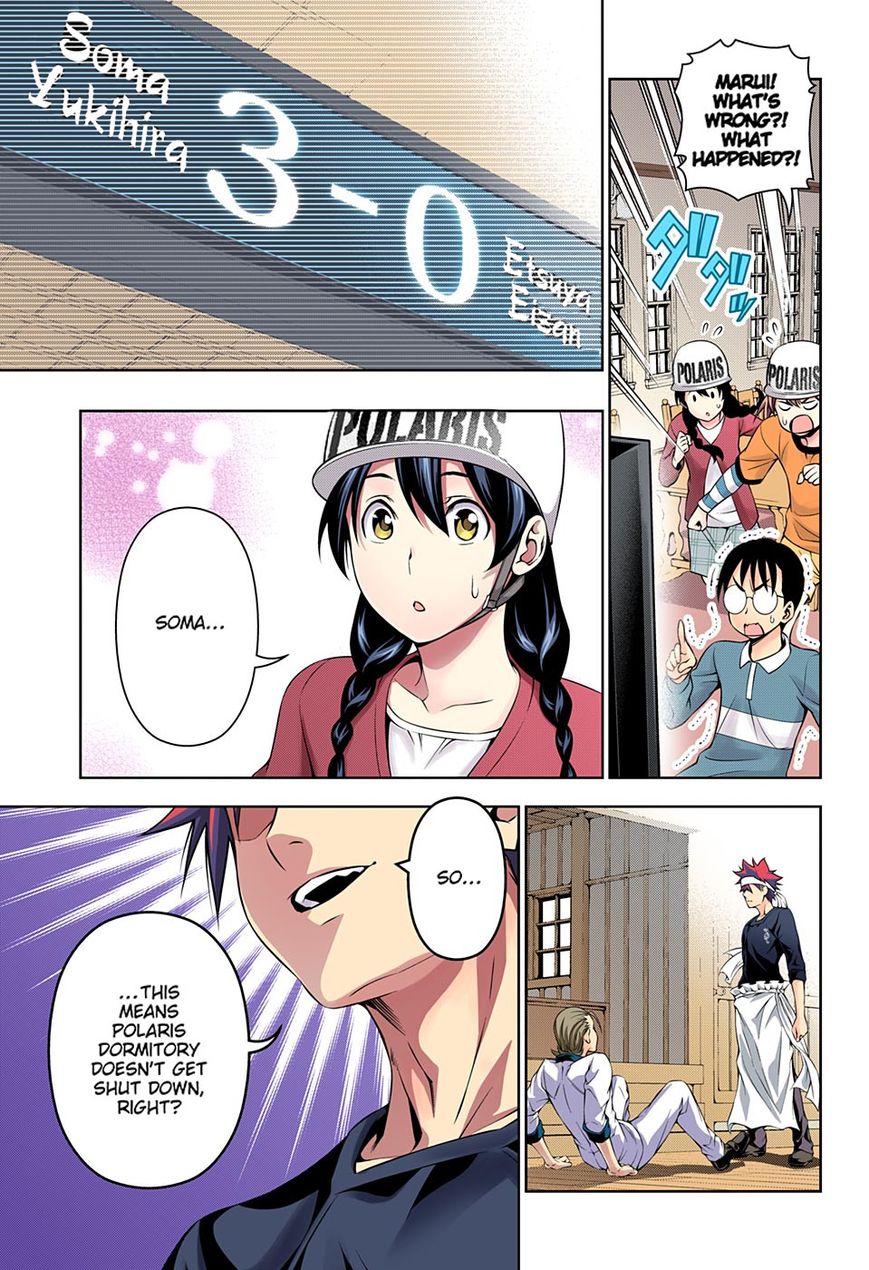 MARUI!
WHAT'S
WRONG?!
WHAT
HAPPENED?!
ダダッ
POLARIS
POLARIS
Soma
Yukihira
3-0
Etsuya
Eizan
POLARIS
SOMA...
SO...
...THIS
MEANS
POLARIS
DORMITORY
DOESN'T GET
SHUT DOWN,
RIGHT?